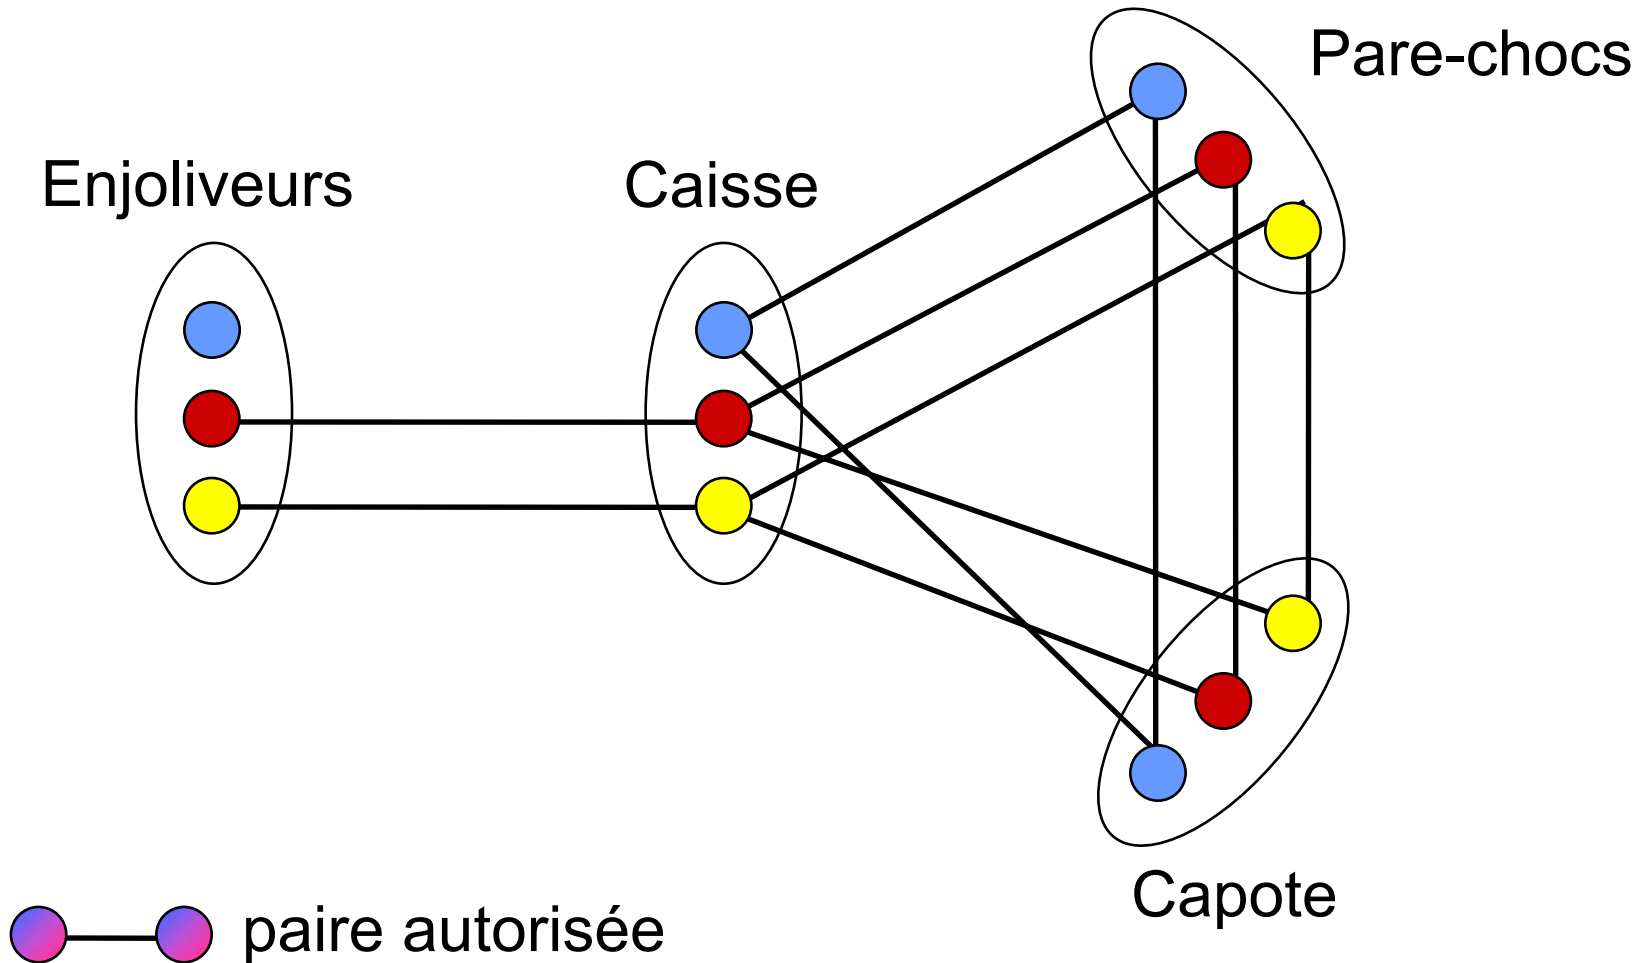 Pare-chocs
Enjoliveurs
Caisse
Capote
paire autorisée